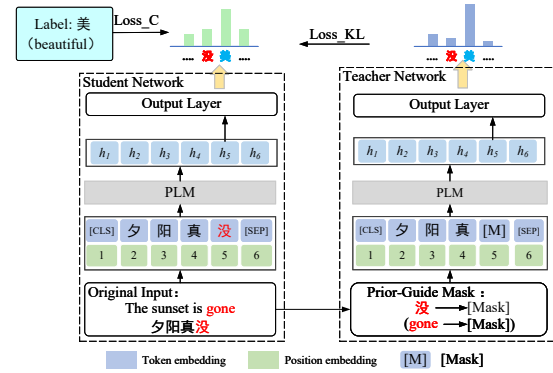 Label: 美
（beautiful）
Loss_C
Loss_KL
.... 没 美 ....
.... 没 美 ....
Student Network
Teacher Network
Output Layer
Output Layer
h1 h2 h3 h4 h5 h6
h1 h2 h3 h4 h5 h6
PLM
PLM
[CLS] 夕 阳 真 没 [SEP]
1 2 3 4 5 6
[CLS] 夕 阳 真 [M] [SEP]
1 2 3 4 5 6
Original Input：
The sunset is gone
夕阳真没
Prior-Guide Mask：
没 [Mask]
(gone [Mask])
Token embedding
Position embedding
[M] [Mask]